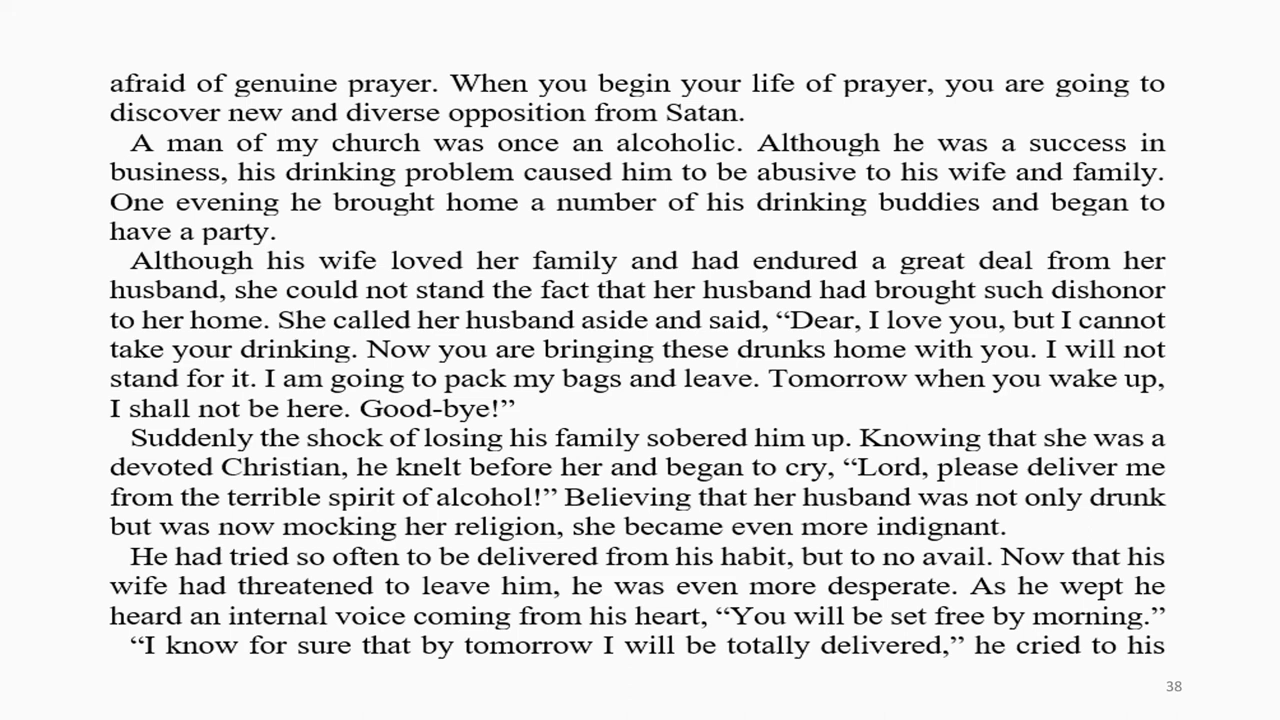 afraid of genuine prayer. When you begin your life of prayer, you are going to
discover new and diverse opposition from Satan.
A man of my church was once an alcoholic. Although he was a success in
business, his drinking problem caused him to be abusive to his wife and family.
One evening he brought home a number of his drinking buddies and began to
have a party.
Although his wife loved her family and had endured a great deal from her
husband, she could not stand the fact that her husband had brought such dishonor
to her home. She called her husband aside and said, “Dear, I love you, but I cannot
take your drinking. Now you are bringing these drunks home with you. I will not
stand for it. I am going to pack my bags and leave. Tomorrow when you wake up,
I shall not be here. Good-bye!”
Suddenly the shock of losing his family sobered him up. Knowing that she was a
devoted Christian, he knelt before her and began to cry, “Lord, please deliver me
from the terrible spirit of alcohol!” Believing that her husband was not only drunk
but was now mocking her religion, she became even more indignant.
He had tried so often to be delivered from his habit, but to no avail. Now that his
wife had threatened to leave him, he was even more desperate. As he wept he
heard an internal voice coming from his heart, “You will be set free by morning.”
“I know for sure that by tomorrow I will be totally delivered,” he cried to his
38